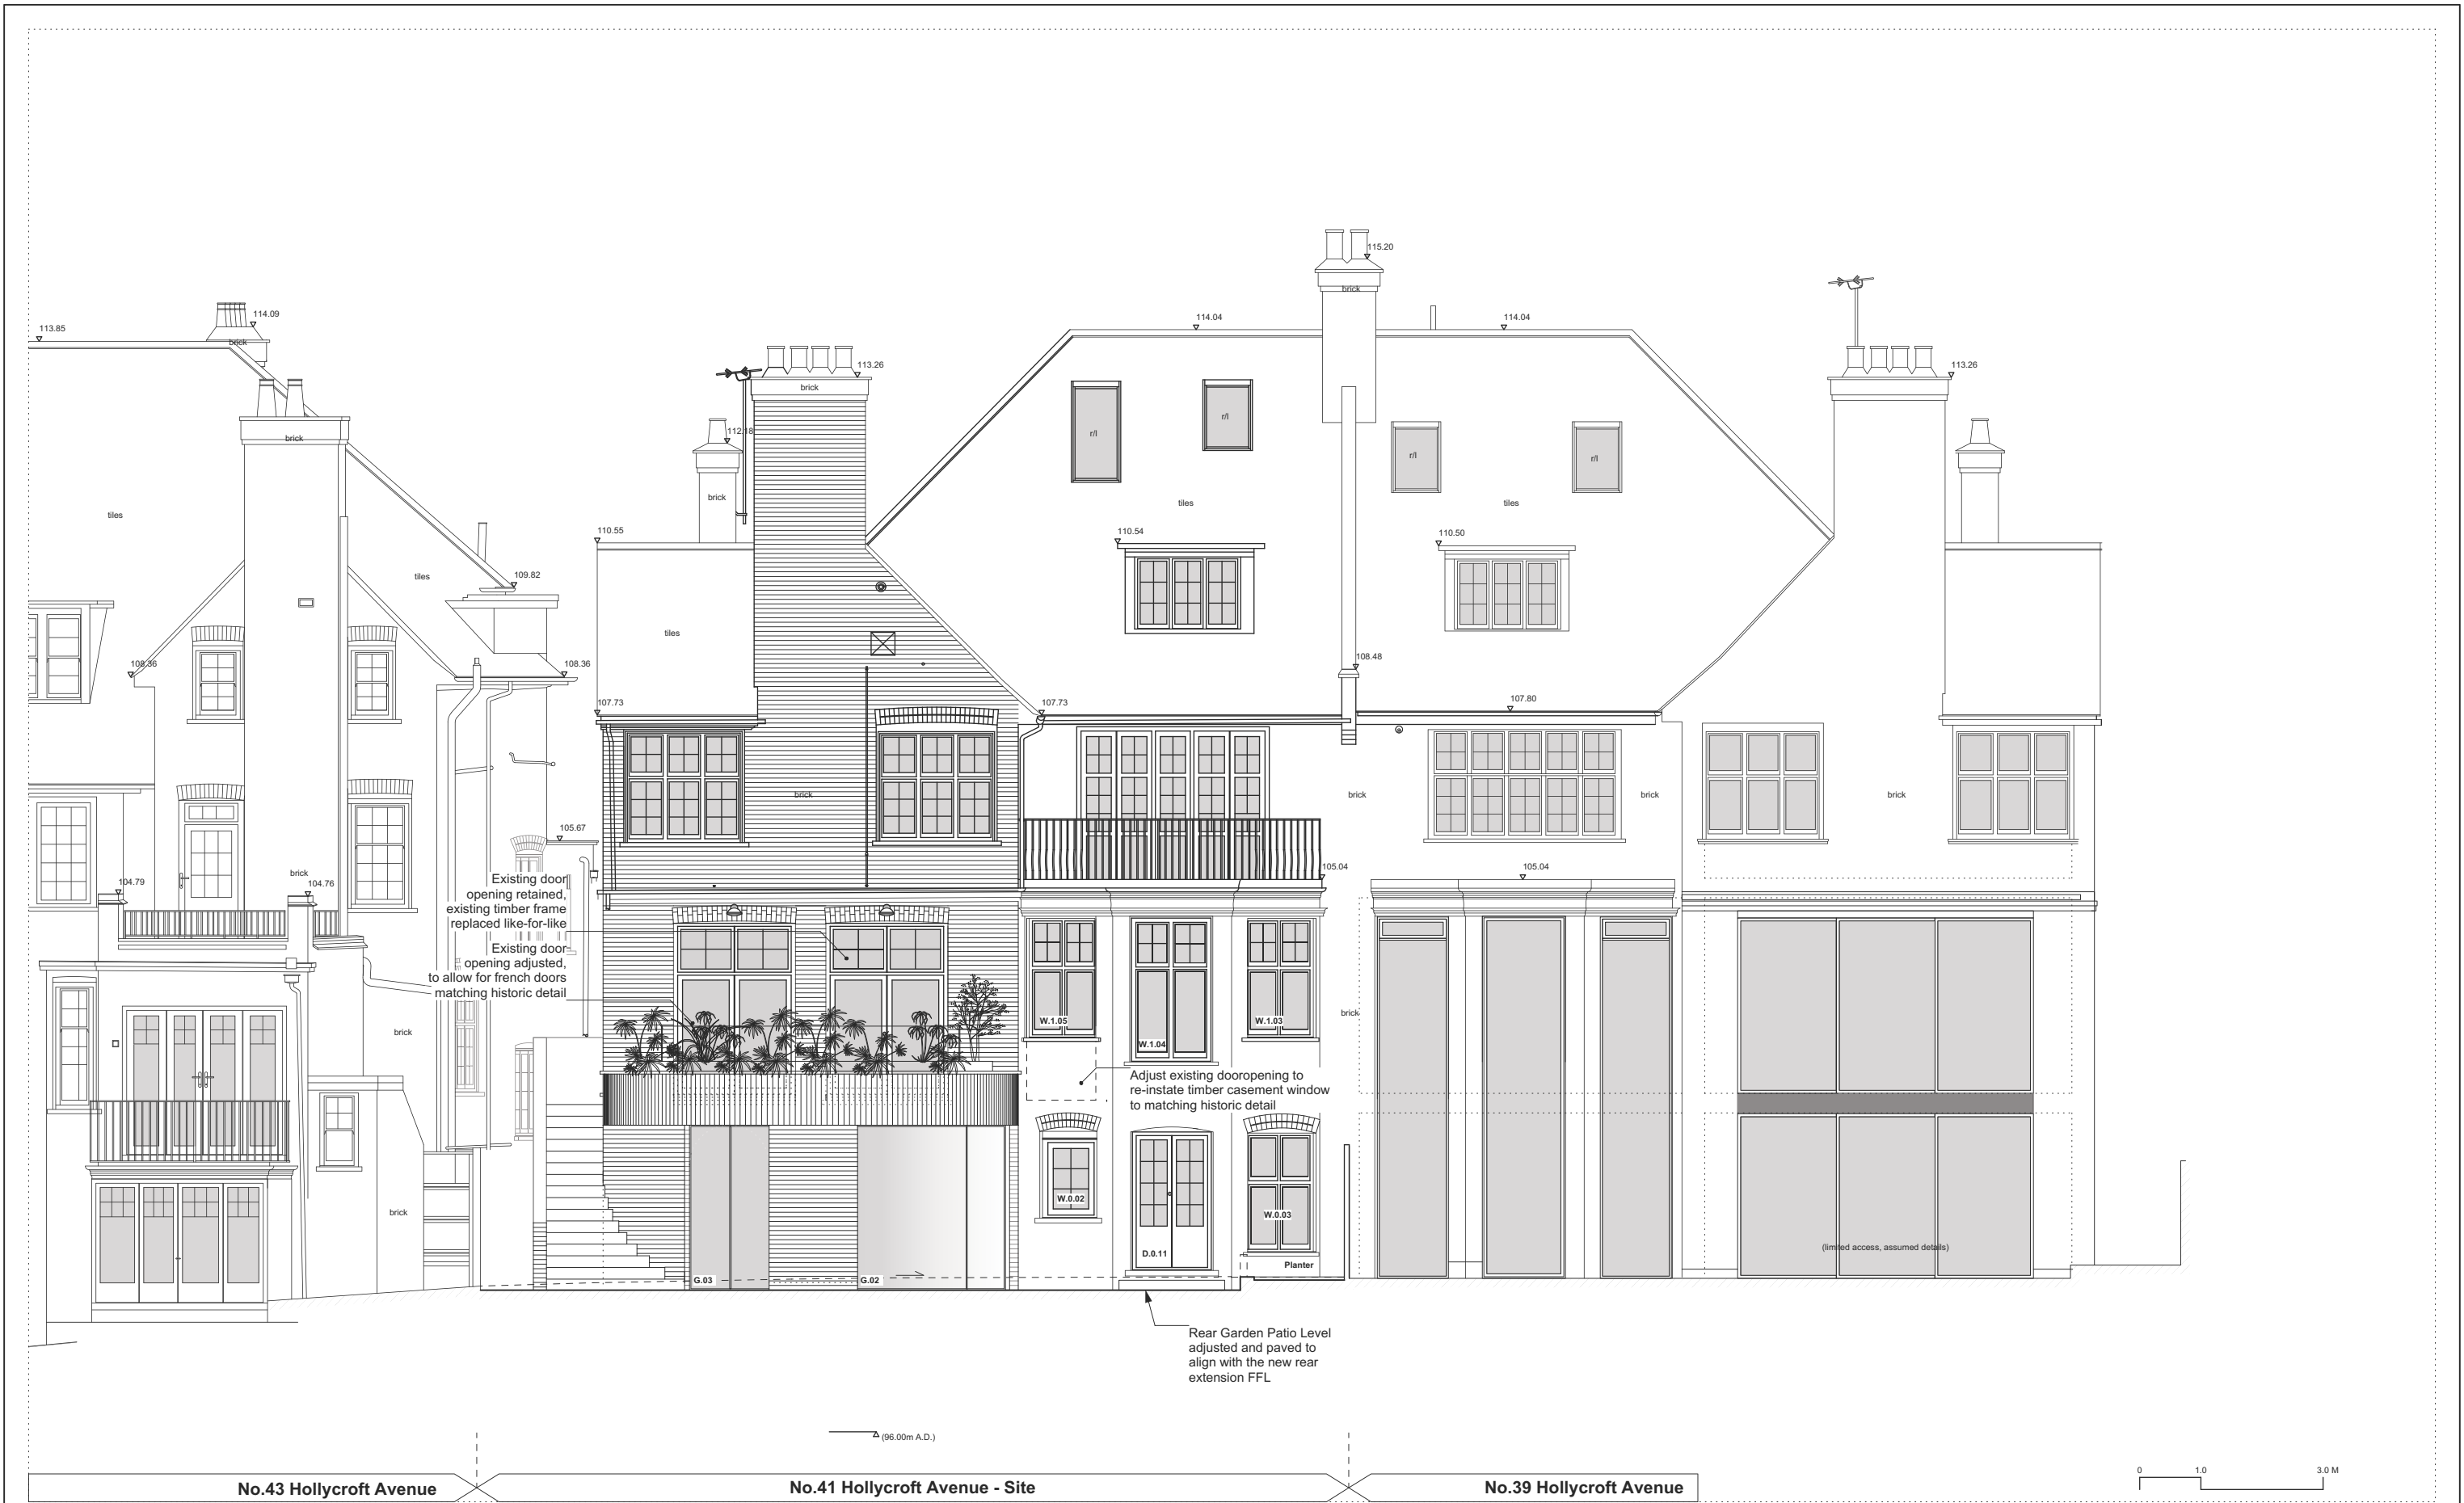 115.20
113.85
114.09
brick
114.04
114.04
113.26
113.26
brick
brick
112.18
r/l
r/l
r/l
r/l
brick
brick
tiles
tiles
tiles
110.55
110.54
110.50
tiles
109.82
tiles
108.36
108.36
108.48
107.73
107.73
107.80
brick
brick
brick
brick
105.67
105.04
105.04
brick
104.79
104.76
Existing door
opening retained,
existing timber frame
replaced like-for-like
Existing door
opening adjusted,
to allow for french doors
matching historic detail
brick
W.1.05
W.1.04
W.1.03
brick
Adjust existing dooropening to
re-instate timber casement window
to matching historic detail
brick
W.0.02
W.0.03
D.0.11
Planter
G.03
G.02
(limited access, assumed details)
Rear Garden Patio Level
adjusted and paved to
align with the new rear
extension FFL
(96.00m A.D.)
No.43 Hollycroft Avenue
No.41 Hollycroft Avenue - Site
No.39 Hollycroft Avenue
0 1.0 3.0 M